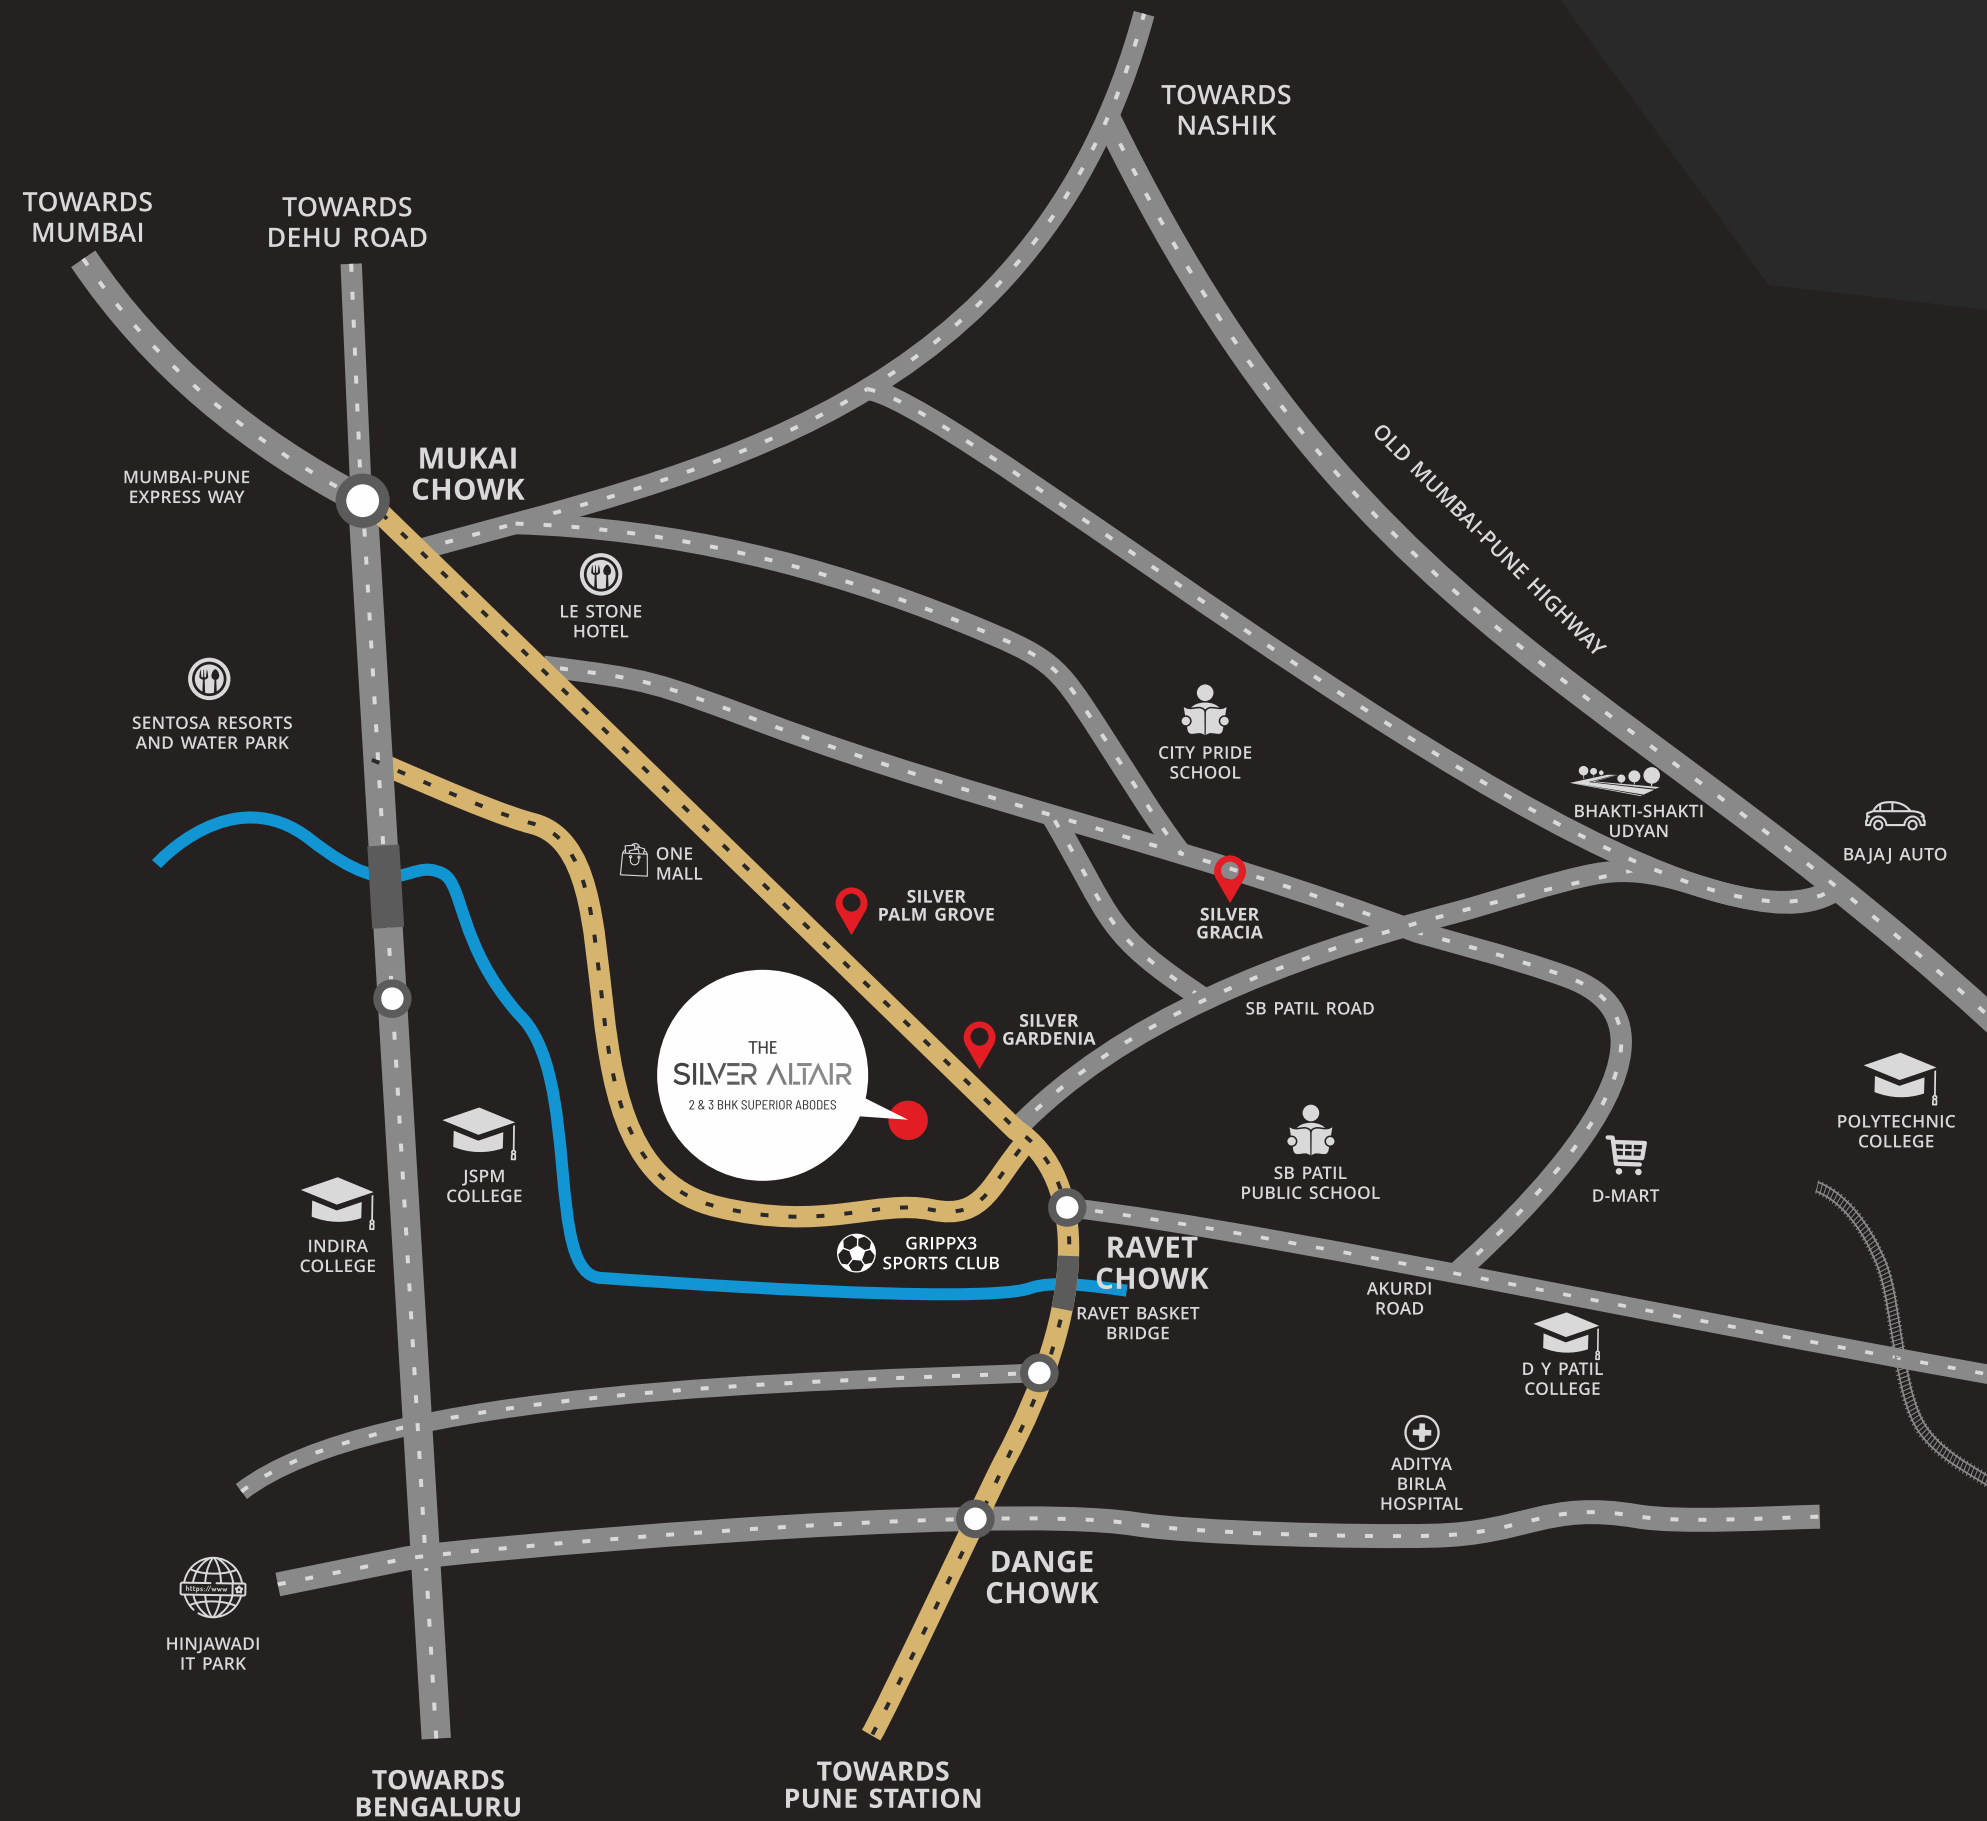 TOWARDS
NASHIK
TOWARDS
MUMBAI
TOWARDS
DEHU ROAD
MUKAI
CHOWK
MUMBAI-PUNE
EXPRESS WAY
OLD MUMBAI-PUNE HIGHWAY
LE STONE
HOTEL
SENTOSA RESORTS
AND WATER PARK
CITY PRIDE
SCHOOL
BHAKTI-SHAKTI
UDYAN
BAJAJ AUTO
ONE
MALL
SILVER
PALM GROVE
SILVER
GRACIA
SB PATIL ROAD
SILVER
GARDENIA
THE
SILVER ALTAIR
2 & 3 BHK SUPERIOR ABODES
POLYTECHNIC
COLLEGE
JSPM
COLLEGE
SB PATIL
PUBLIC SCHOOL
D-MART
INDIRA
COLLEGE
GRIPPX3
SPORTS CLUB
RAVET
CHOWK
RAVET BASKET
BRIDGE
AKURDI
ROAD
D Y PATIL
COLLEGE
ADITYA
BIRLA
HOSPITAL
DANGE
CHOWK
https://www
HINJAWADI
IT PARK
TOWARDS
BENGALURU
TOWARDS
PUNE STATION